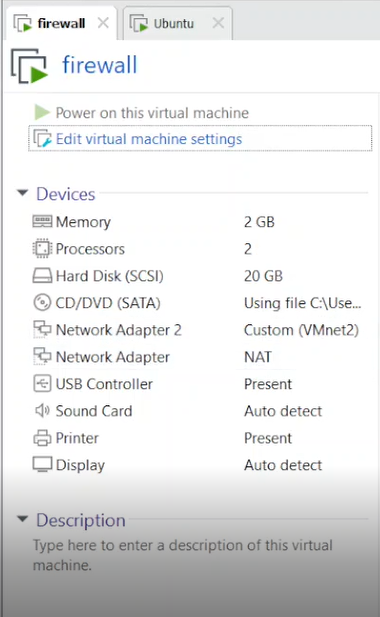 firewall Ubuntu
firewall
Power on this virtual machine
Edit virtual machine settings
Devices
Memory 2 GB
Processors 2
Hard Disk (SCSI) 20 GB
CD/DVD (SATA) Using file C:\Use...
Network Adapter 2 Custom (VMnet2)
Network Adapter NAT
USB Controller Present
Sound Card Auto detect
Printer Present
Display Auto detect
Description
Type here to enter a description of this virtual
machine.